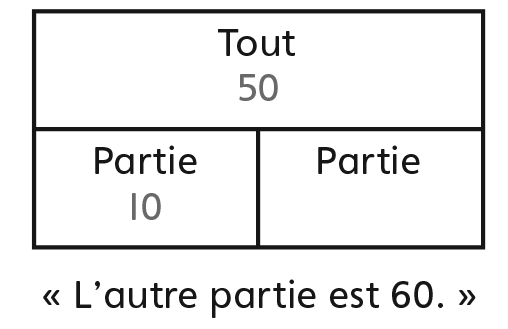 Tout
50
Partie Partie
10
« L’autre partie est 60. »